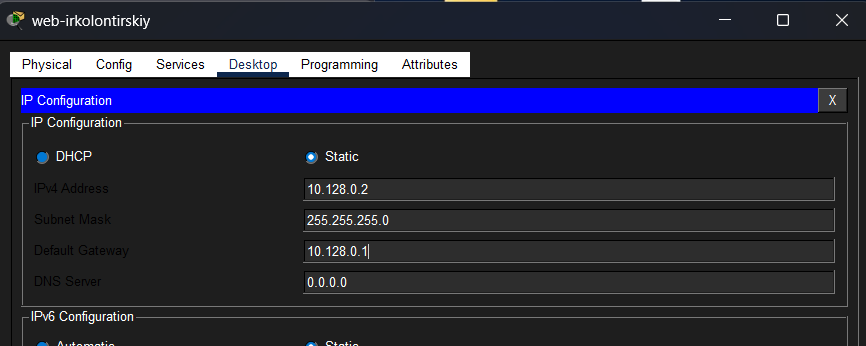 web-irkolontirskiy
Physical Config Services Desktop Programming Attributes
IP Configuration X
IP Configuration
DHCP Static
IPv4 Address 10.128.0.2
Subnet Mask 255.255.255.0
Default Gateway 10.128.0.1
DNS Server 0.0.0.0
IPv6 Configuration
Automatic Static